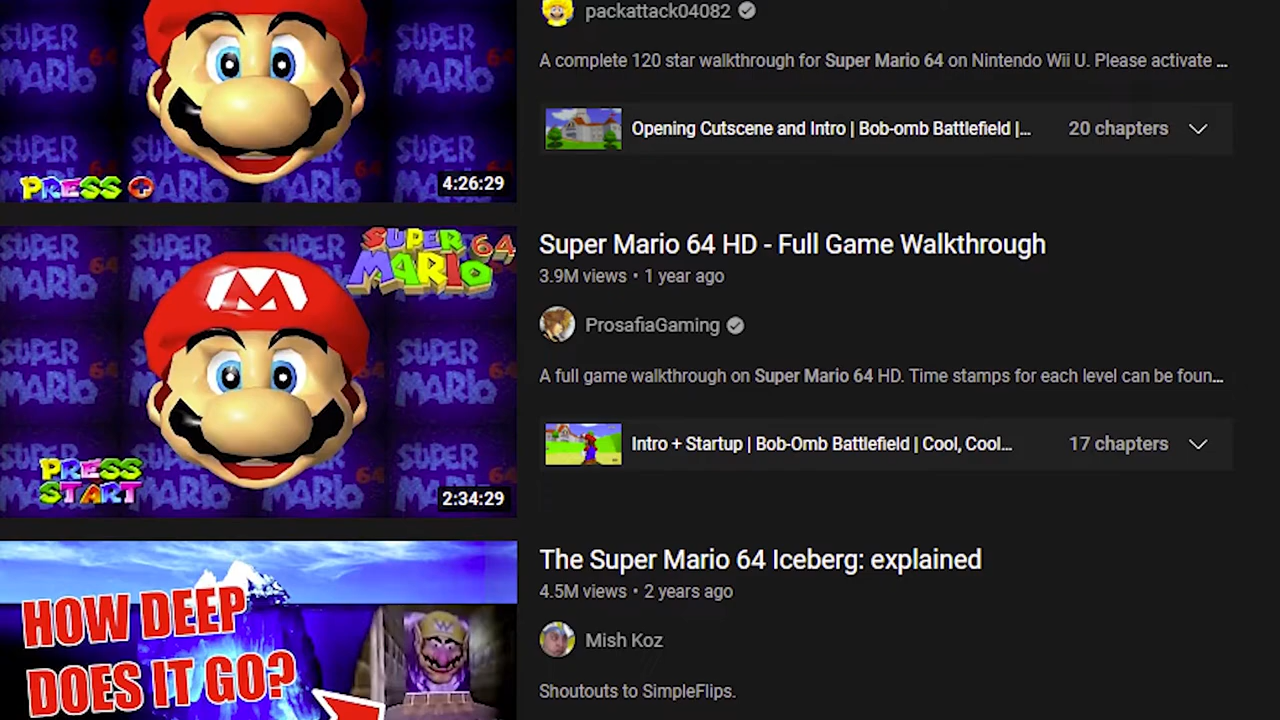 packattack04082
A complete 120 star walkthrough for Super Mario 64 on Nintendo Wii U. Please activate ...
Opening Cutscene and Intro | Bob-omb Battlefield |...
20 chapters
SUPER
MARIO
64
PRESS +
4:26:29
Super Mario 64 HD - Full Game Walkthrough
3.9M views • 1 year ago
ProsafiaGaming
A full game walkthrough on Super Mario 64 HD. Time stamps for each level can be foun...
Intro + Startup | Bob-Omb Battlefield | Cool, Cool...
17 chapters
SUPER 64
MARIO
M
PRESS
START
2:34:29
The Super Mario 64 Iceberg: explained
4.5M views • 2 years ago
Mish Koz
Shoutouts to SimpleFlips.
HOW DEEP
DOES IT GO?